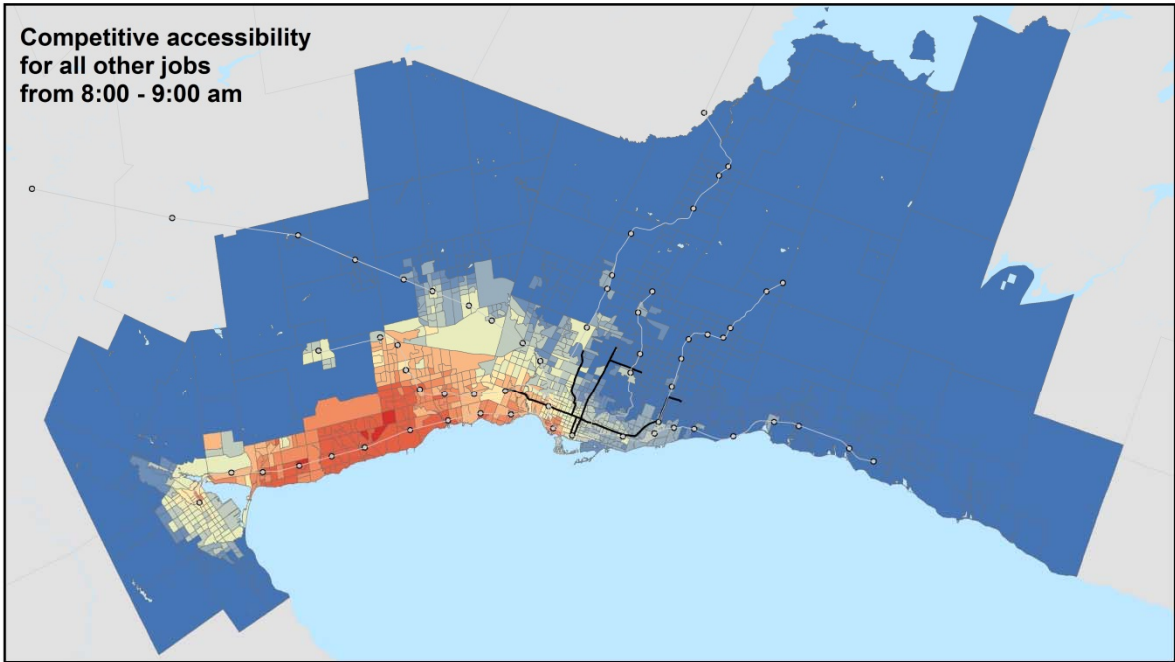 Competitive accessibility
for all other jobs
from 8:00 - 9:00 am